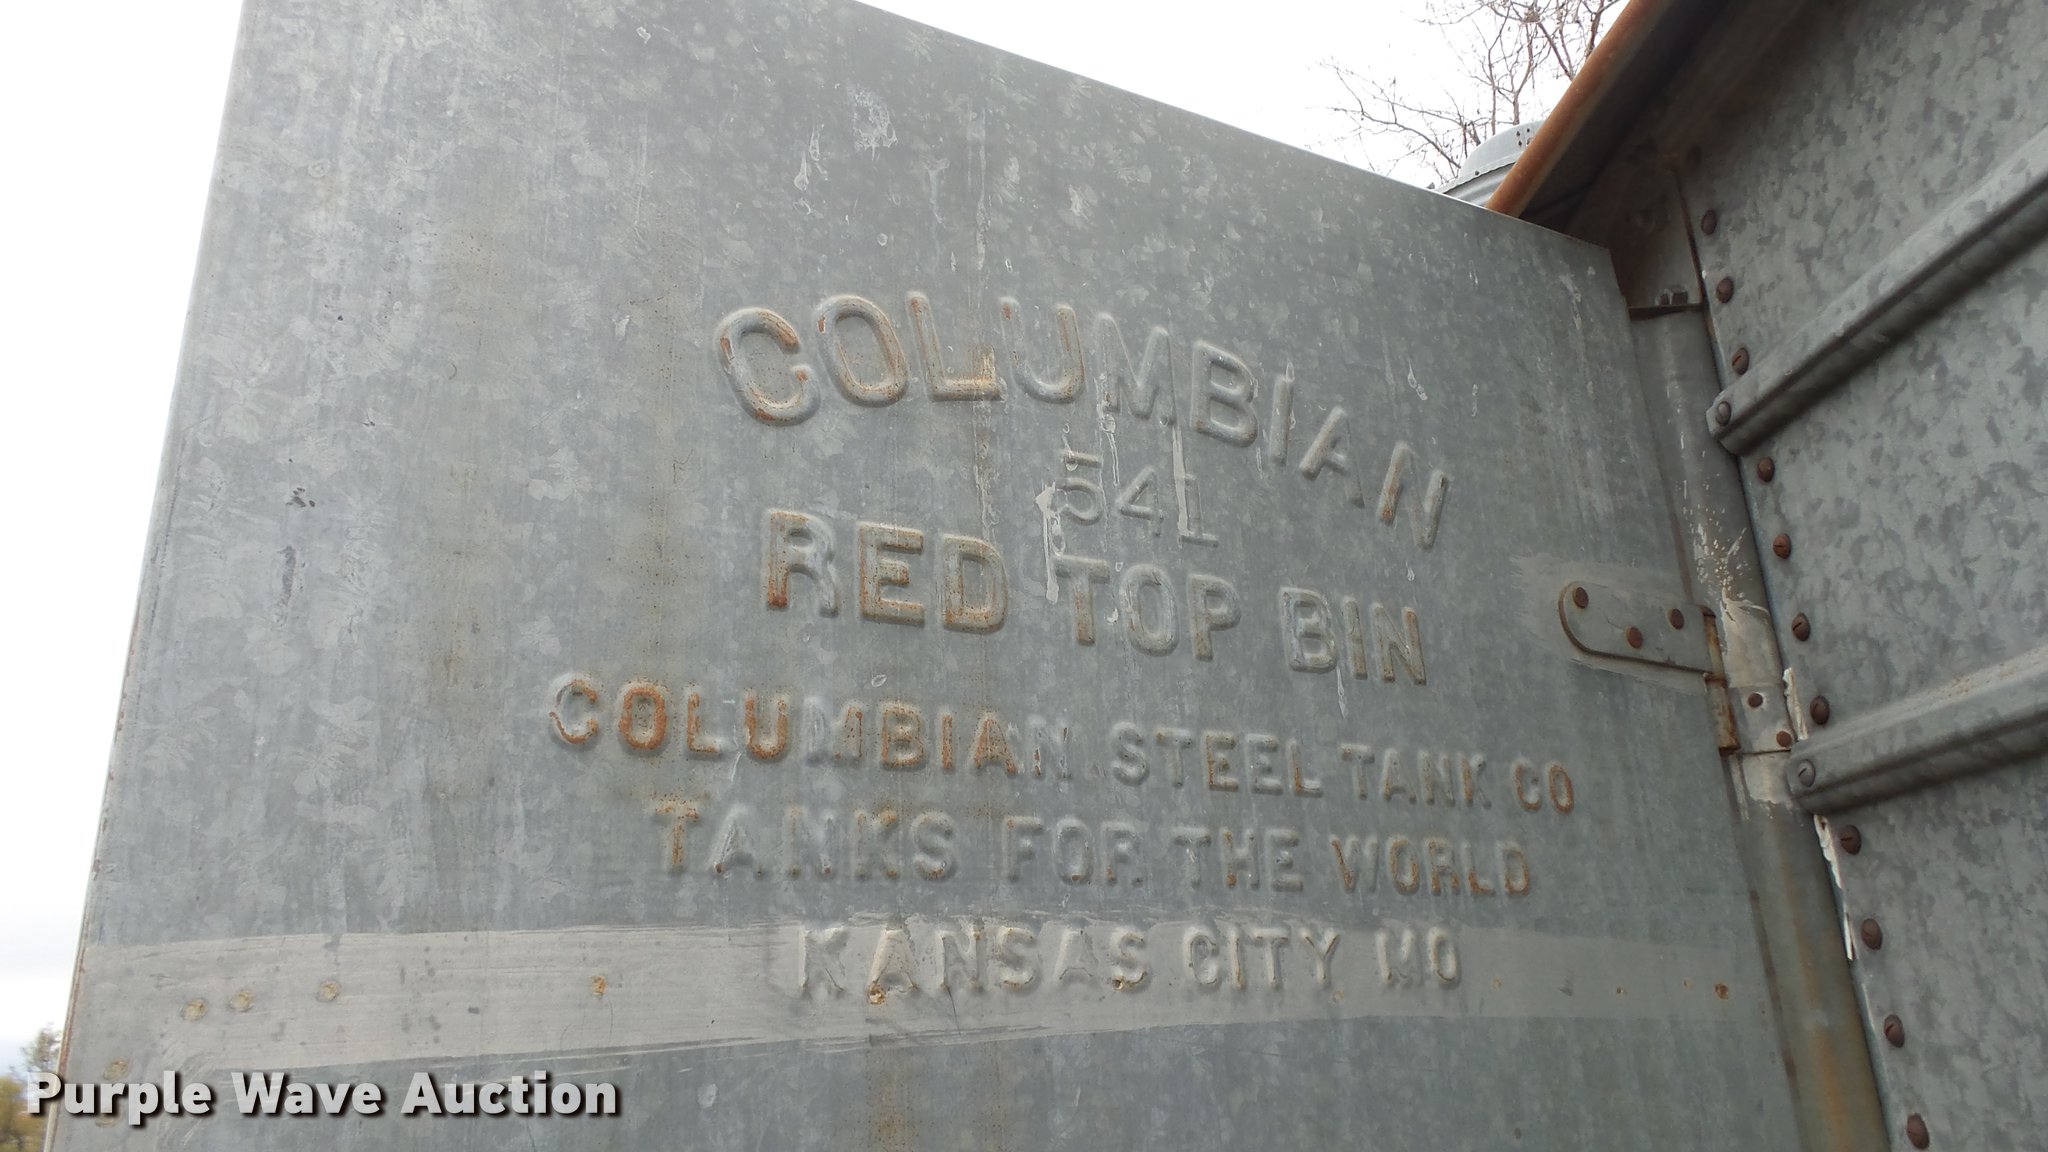 COLUMBIAN
541
RED TOP BIN
COLUMBIAN STEEL TANK CO
TANKS FOR THE WORLD
KANSAS CITY MO
Purple Wave Auction